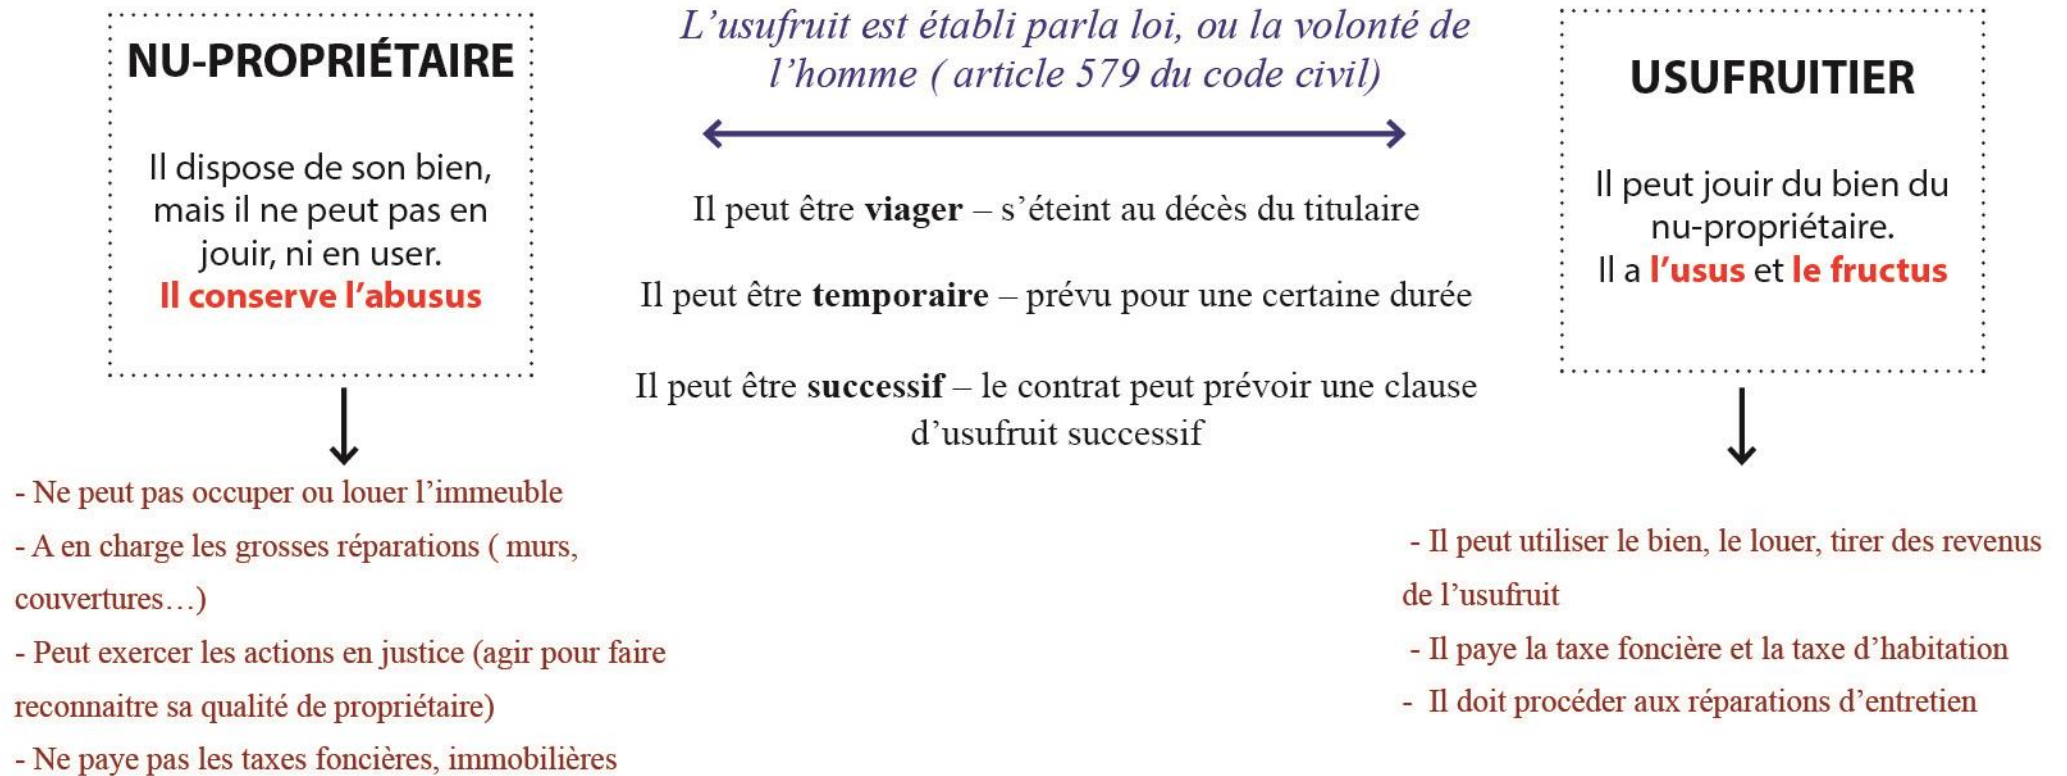 NU-PROPRIÉTAIRE
Il dispose de son bien,
mais il ne peut pas en
jouir, ni en user.
Il conserve l’abusus
- Ne peut pas occuper ou louer l’immeuble
- A en charge les grosses réparations ( murs,
couvertures…)
- Peut exercer les actions en justice (agir pour faire
reconnaitre sa qualité de propriétaire)
- Ne paye pas les taxes foncières, immobilières
L’usufruit est établi parla loi, ou la volonté de
l’homme ( article 579 du code civil)
Il peut être viager – s’éteint au décès du titulaire
Il peut être temporaire – prévu pour une certaine durée
Il peut être successif – le contrat peut prévoir une clause
d’usufruit successif
USUFRUITIER
Il peut jouir du bien du
nu-propriétaire.
Il a l’usus et le fructus
- Il peut utiliser le bien, le louer, tirer des revenus
de l’usufruit
- Il paye la taxe foncière et la taxe d’habitation
- Il doit procéder aux réparations d’entretien